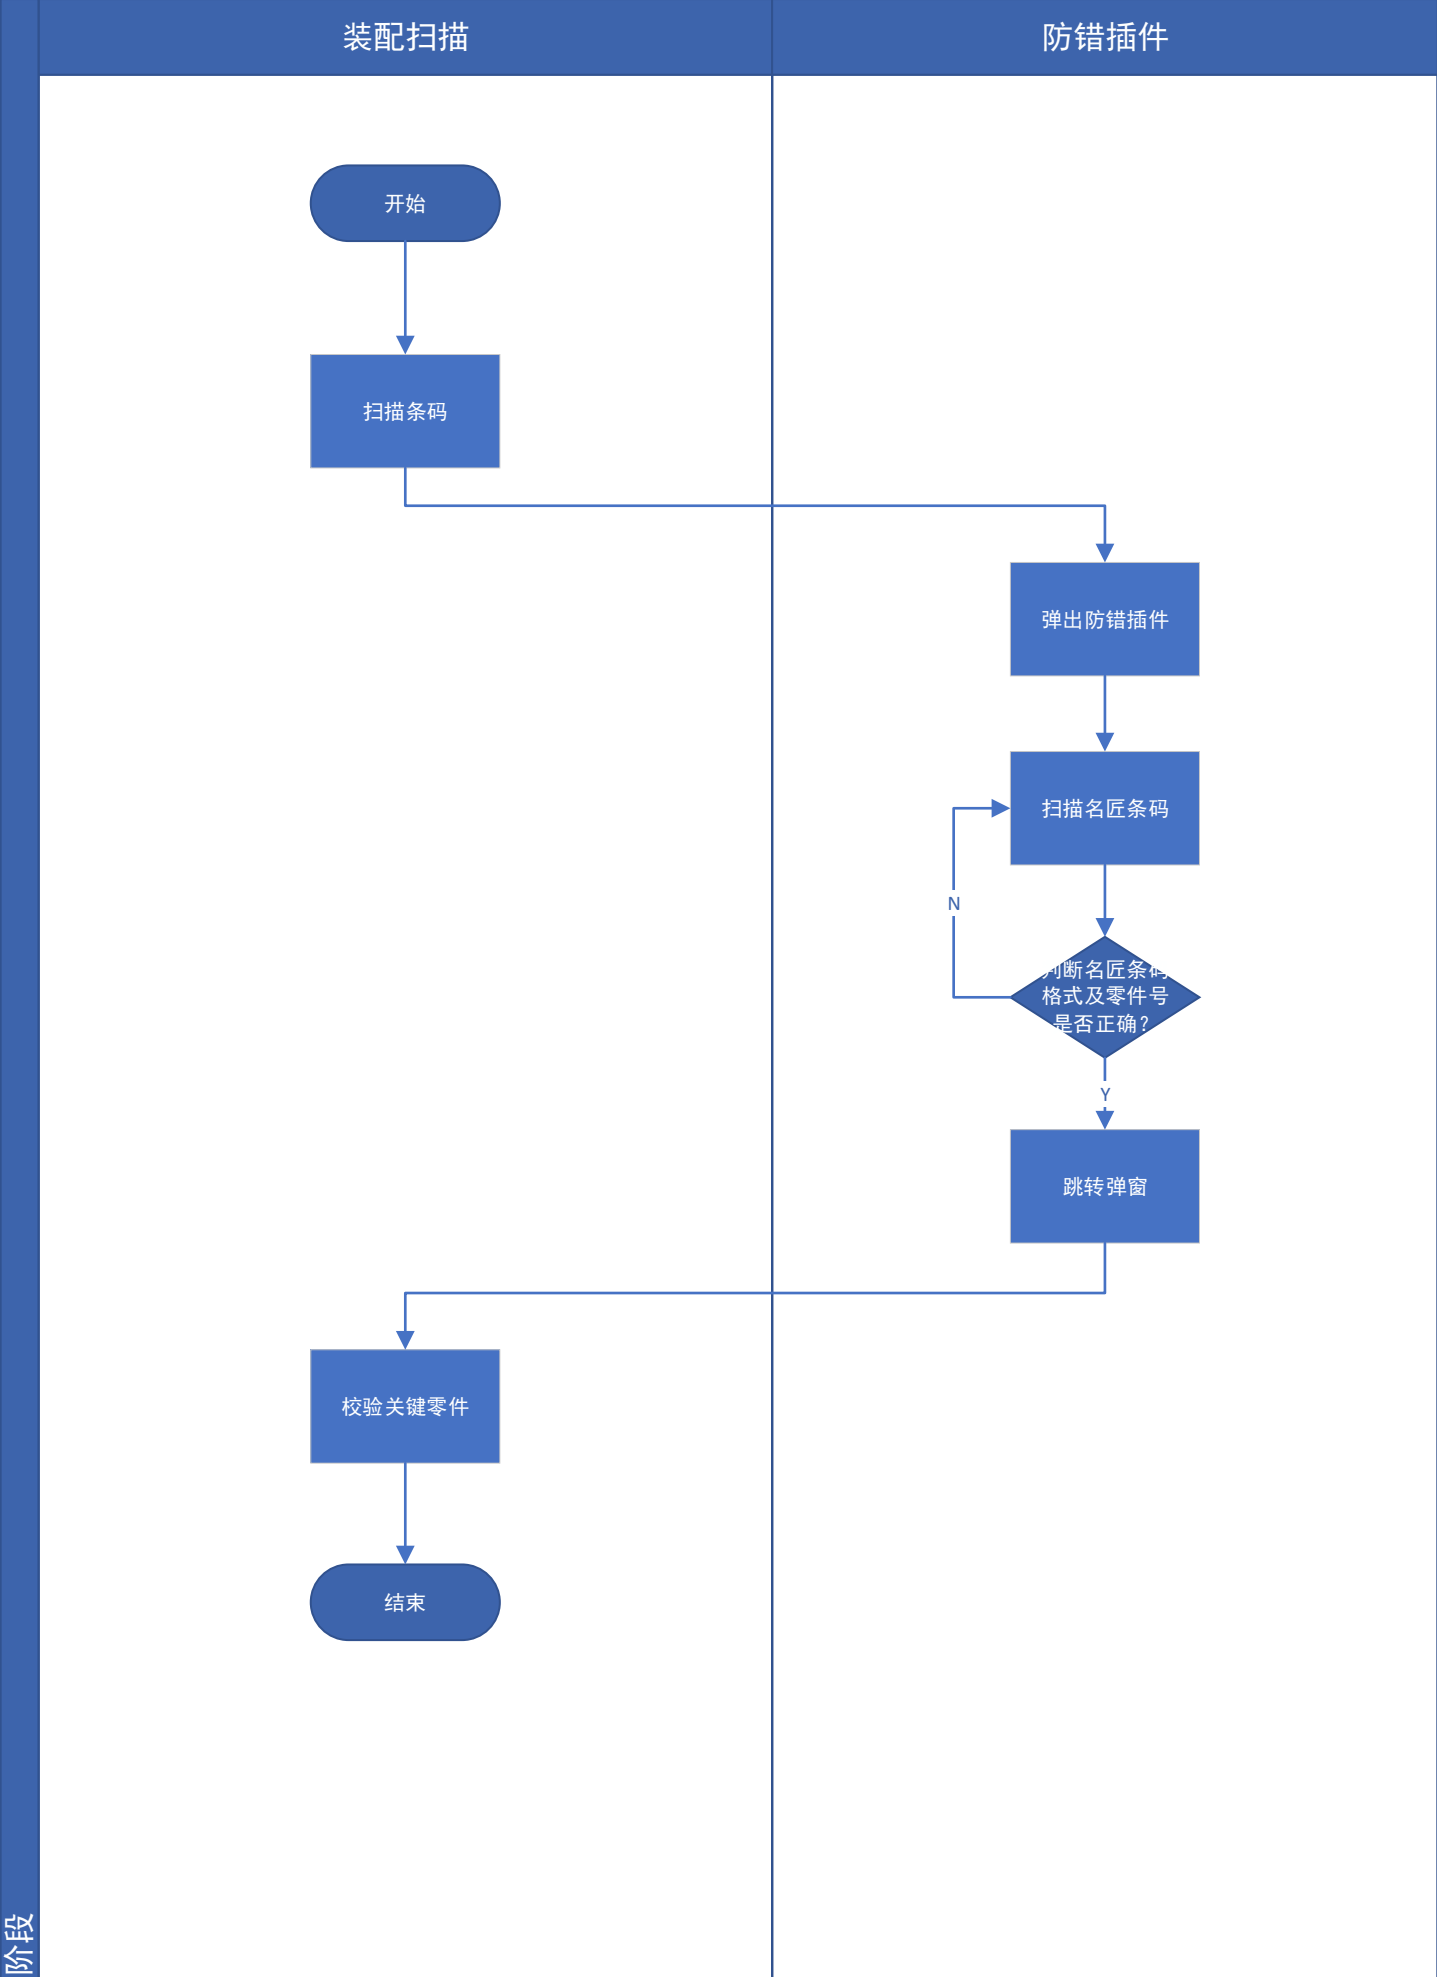 装配扫描
防错插件
开始
扫描条码
弹出防错插件
扫描名匠条码
N
判断名匠条码
格式及零件号
是否正确?
Y
跳转弹窗
校验关键零件
结束
阶段